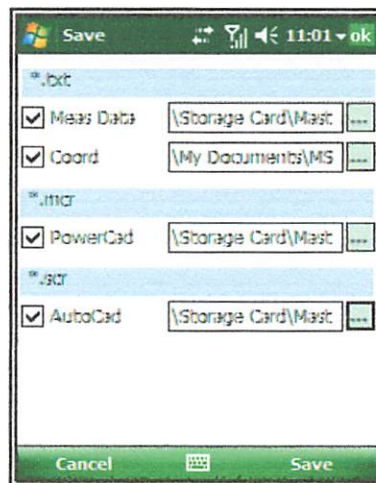 Save 11:01 ok
*.txt
Meas Data \Storage Card\Mast ...
Coord \My Documents\MS ...
*.mcr
PowerCad \Storage Card\Mast ...
*.scr
AutoCad \Storage Card\Mast ...
Cancel Save